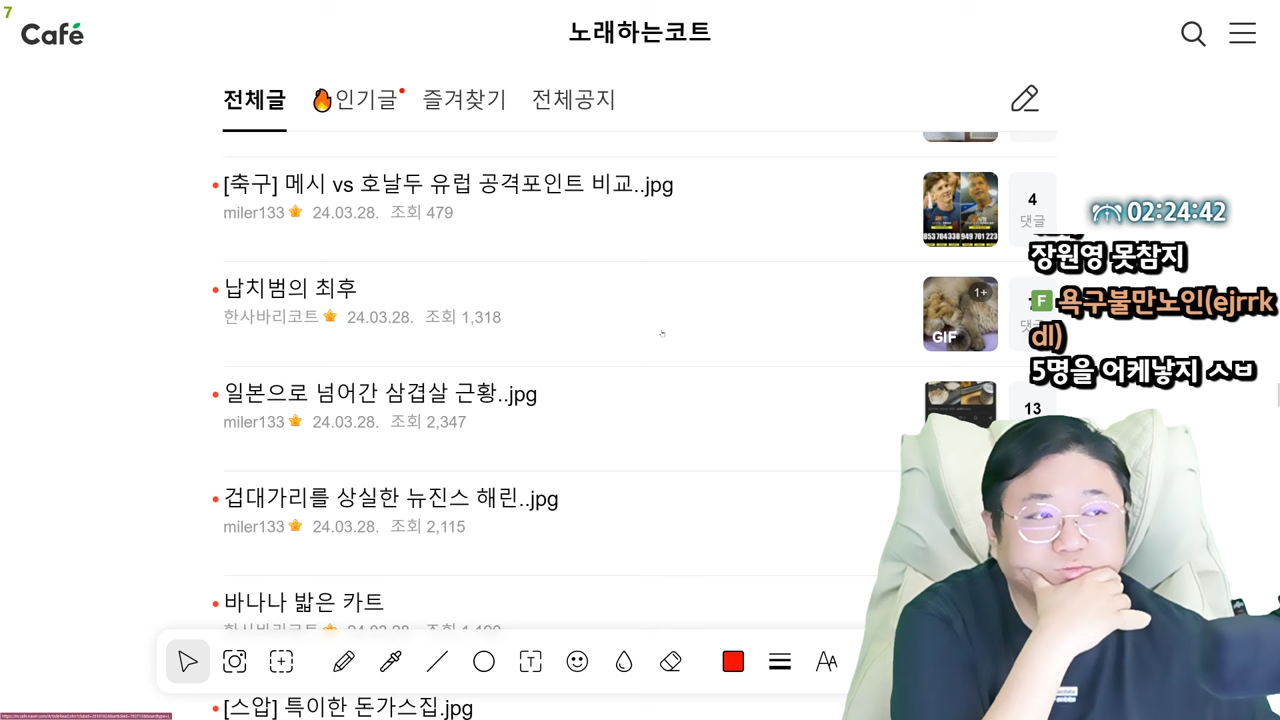 7
Café
노래하는코트
전체글
🔥인기글
즐겨찾기
전체공지
[축구] 메시 vs 호날두 유럽 공격포인트 비교..jpg
miler133 24.03.28. 조회 479
853 704 338 949 701 223
4
댓글
납치범의 최후
한사바리코트 24.03.28. 조회 1,318
1+
GIF
일본으로 넘어간 삼겹살 근황..jpg
miler133 24.03.28. 조회 2,347
13
겁대가리를 상실한 뉴진스 해린..jpg
miler133 24.03.28. 조회 2,115
바나나 밟은 카트
[스압] 특이한 돈가스집.jpg
T
AA
02:24:42
장원영 못참지
F 욕구불만노인(ejrrk
dl)
5명을 어케낳지 ㅅㅂ